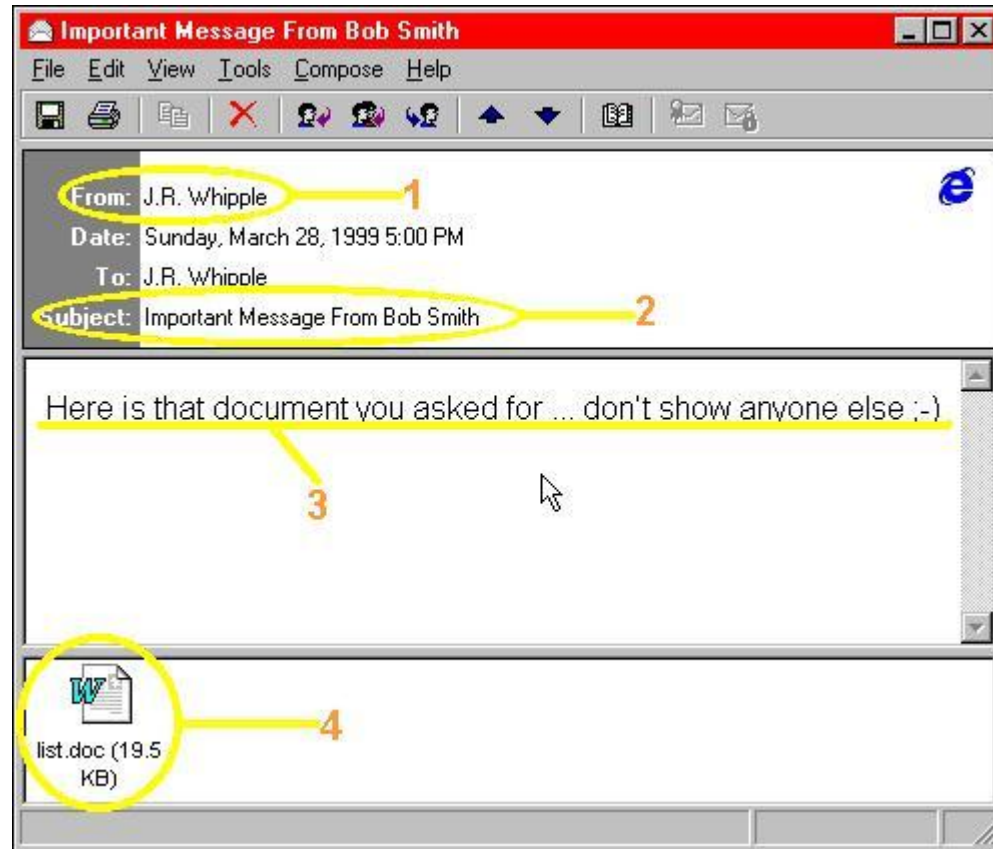 Important Message From Bob Smith
File Edit View Tools Compose Help
From: J.R. Whipple 1
Date: Sunday, March 28, 1999 5:00 PM
To: J.R. Whipple
Subject: Important Message From Bob Smith 2
Here is that document you asked for ... don't show anyone else ;-)
3
4
list.doc (19.5
KB)